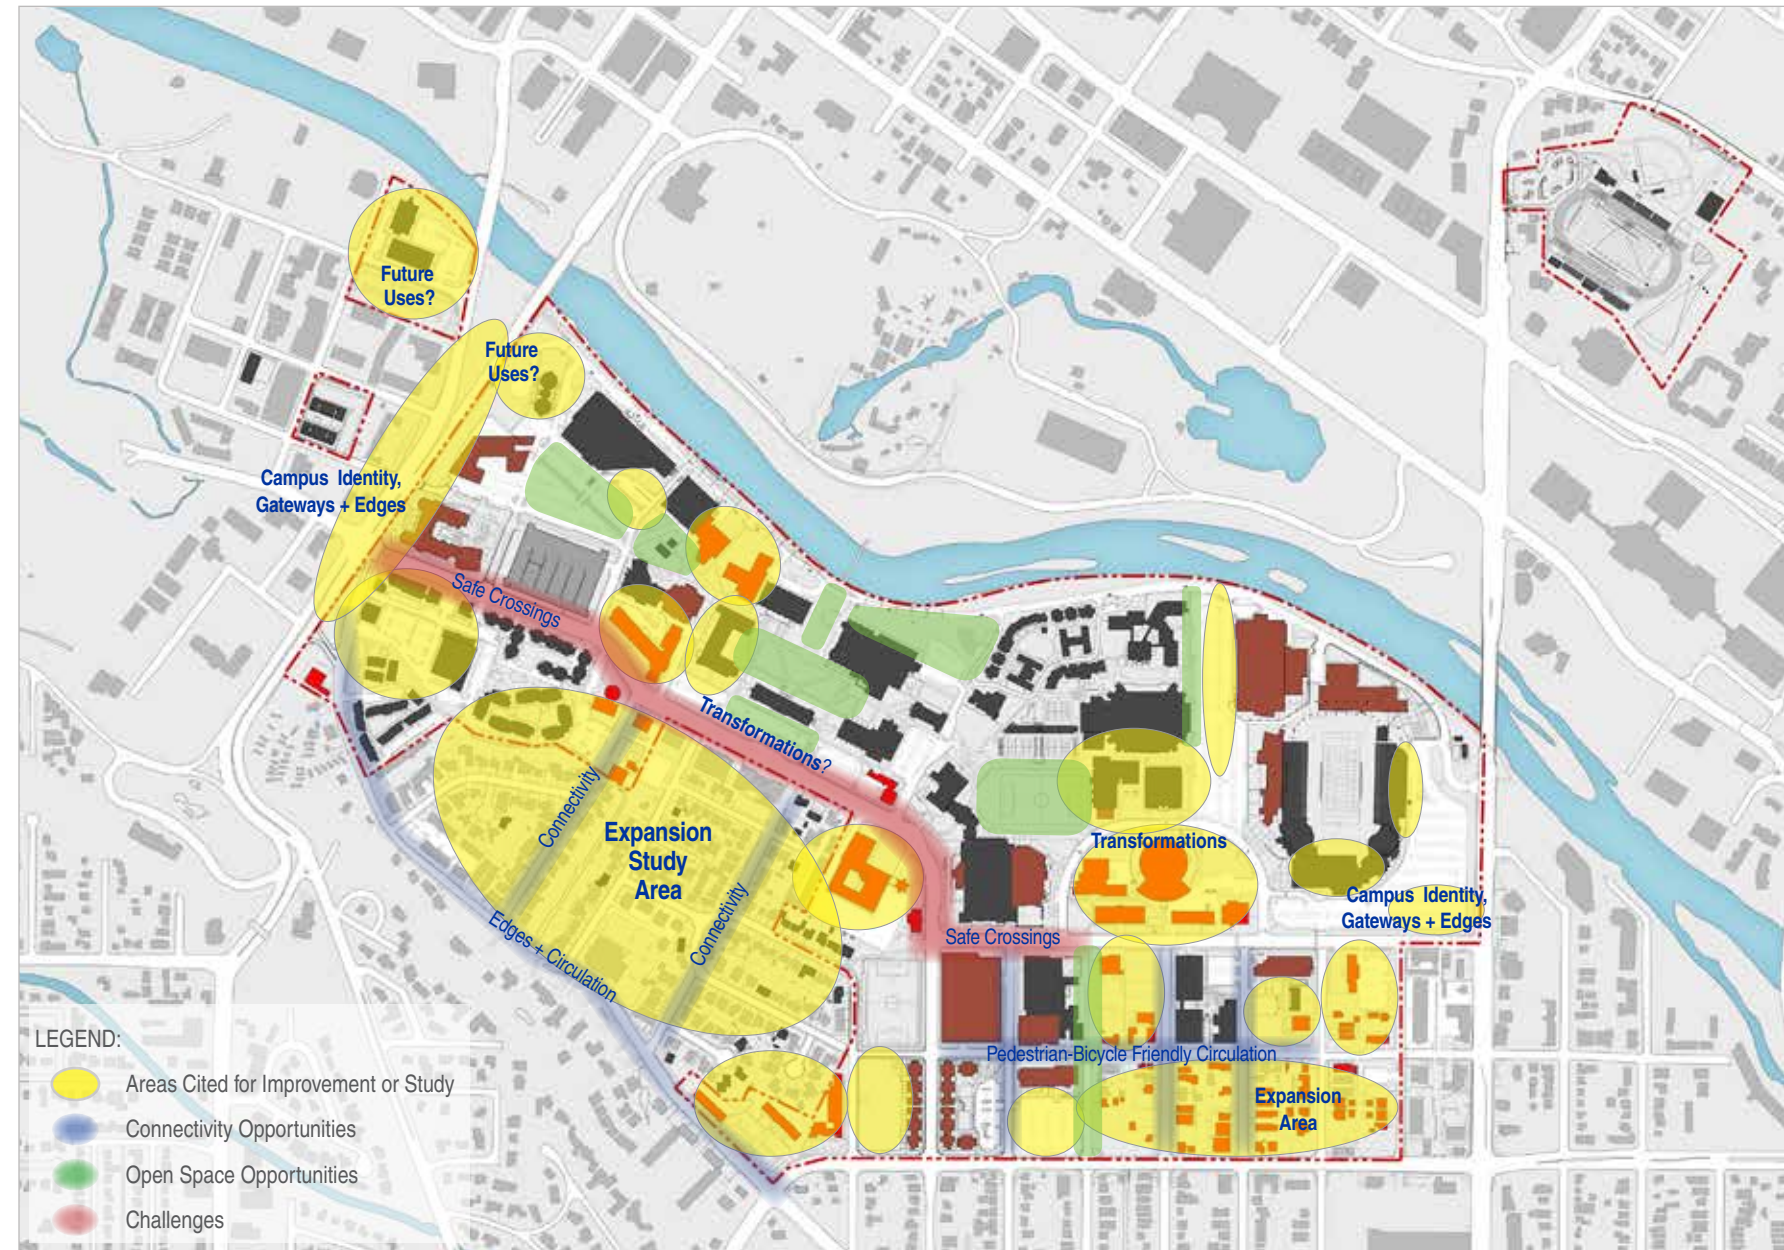 Future
Uses?
Future
Uses?
Campus Identity,
Gateways + Edges
Safe Crossings
Transformations?
Connectivity
Expansion
Study
Area
Connectivity
Edges + Circulation
Transformations
Campus Identity,
Gateways + Edges
Safe Crossings
Pedestrian-Bicycle Friendly Circulation
Expansion
Area
LEGEND:
Areas Cited for Improvement or Study
Connectivity Opportunities
Open Space Opportunities
Challenges